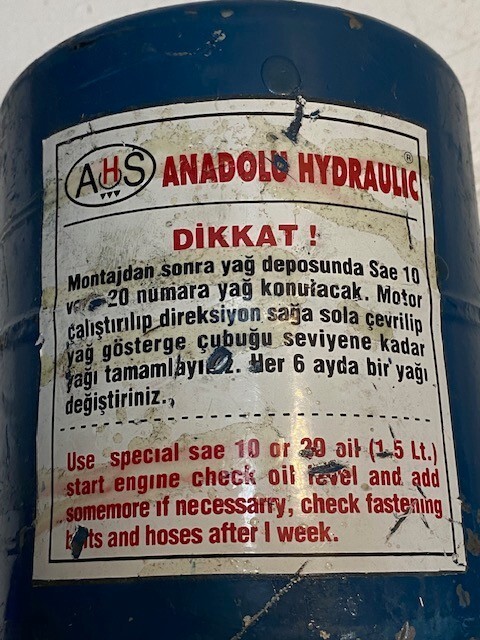 AHS ANADOLU HYDRAULIC ®
DİKKAT !
Montajdan sonra yağ deposunda Sae 10
20 numara yağ konulacak. Motor
çalıştırılıp direksiyon sağa sola çevrilip
yağ gösterge çubuğu seviyene kadar
yağı Her 6 ayda bir yağı
değiştiriniz.
Use special sae 10 or 20 oil (1.5 Lt.)
start engine check oil level and add
somemore if necessarry, check fastening
and hoses after 1 week.